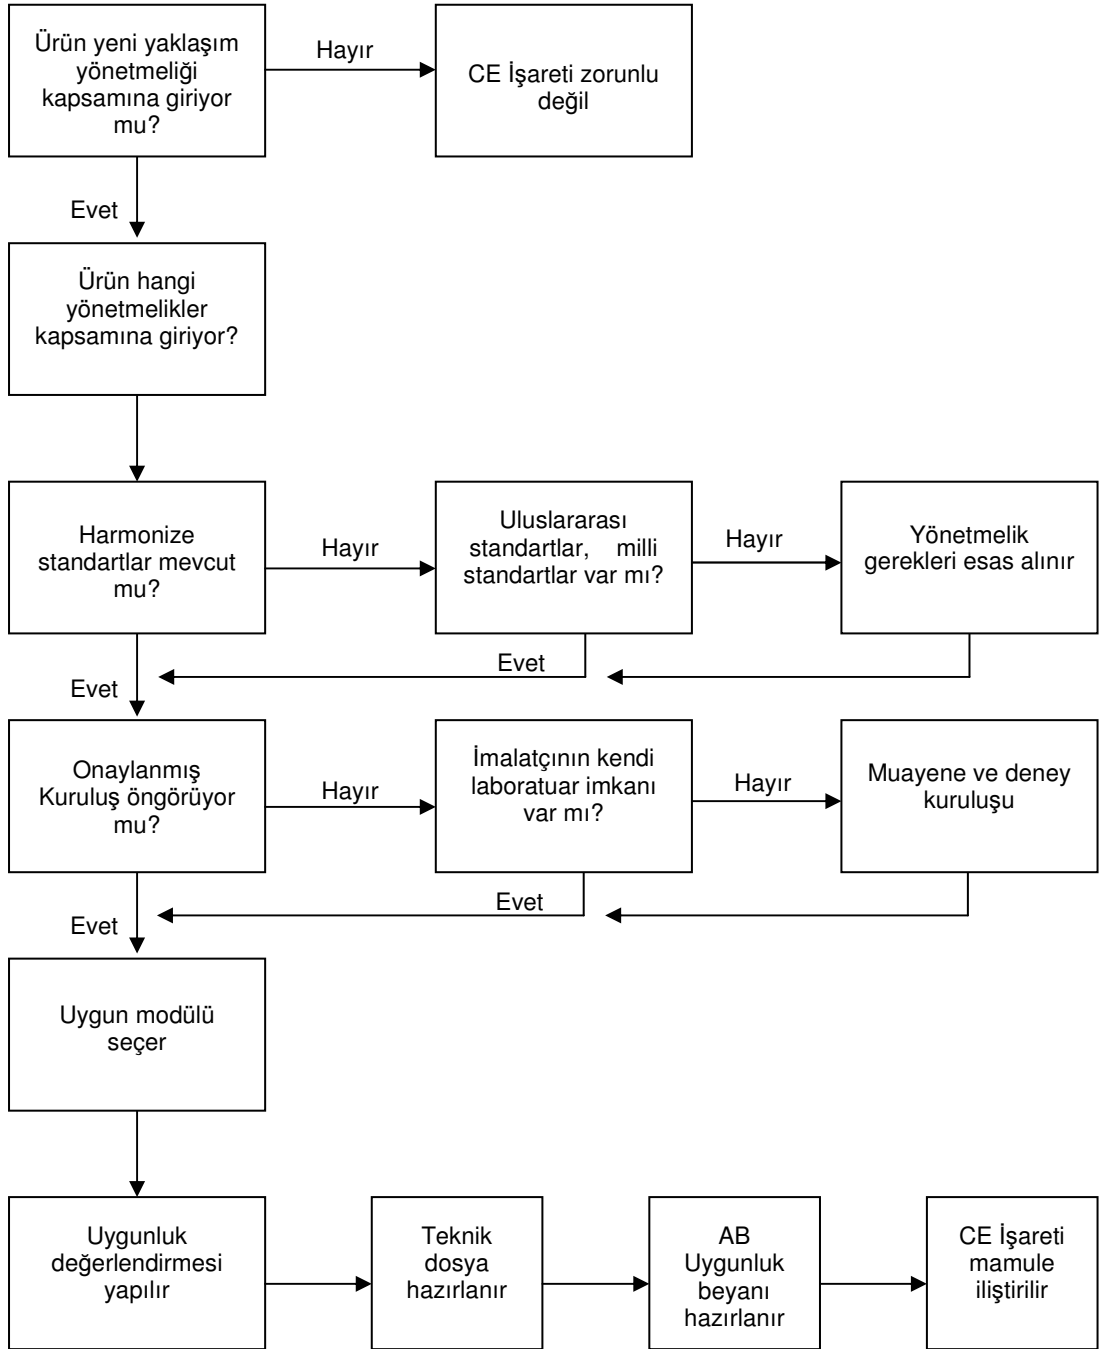 Ürün yeni yaklaşım
yönetmeliği
kapsamına giriyor
mu?
Hayır
CE İşareti zorunlu
değil
Evet
Ürün hangi
yönetmelikler
kapsamına giriyor?
Harmonize
standartlar mevcut
mu?
Hayır
Uluslararası
standartlar, milli
standartlar var mı?
Hayır
Yönetmelik
gerekleri esas alınır
Evet
Evet
Onaylanmış
Kuruluş öngörüyor
mu?
Hayır
İmalatçının kendi
laboratuar imkanı
var mı?
Hayır
Muayene ve deney
kuruluşu
Evet
Evet
Uygun modülü
seçer
Uygunluk
değerlendirmesi
yapılır
Teknik
dosya
hazırlanır
AB
Uygunluk
beyanı
hazırlanır
CE İşareti
mamule
iliştirilir